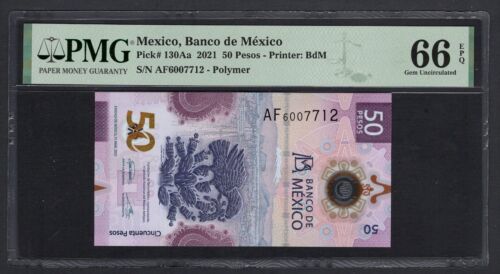 PMG
PAPER MONEY GUARANTY
Mexico, Banco de México
Pick# 130Aa 2021 50 Pesos - Printer: BdM
S/N AF6007712 - Polymer
66
EPQ
Gem Uncirculated
50
AF6007712
50
PESOS
BANCO DE
MÉXICO
Cincuenta Pesos
50